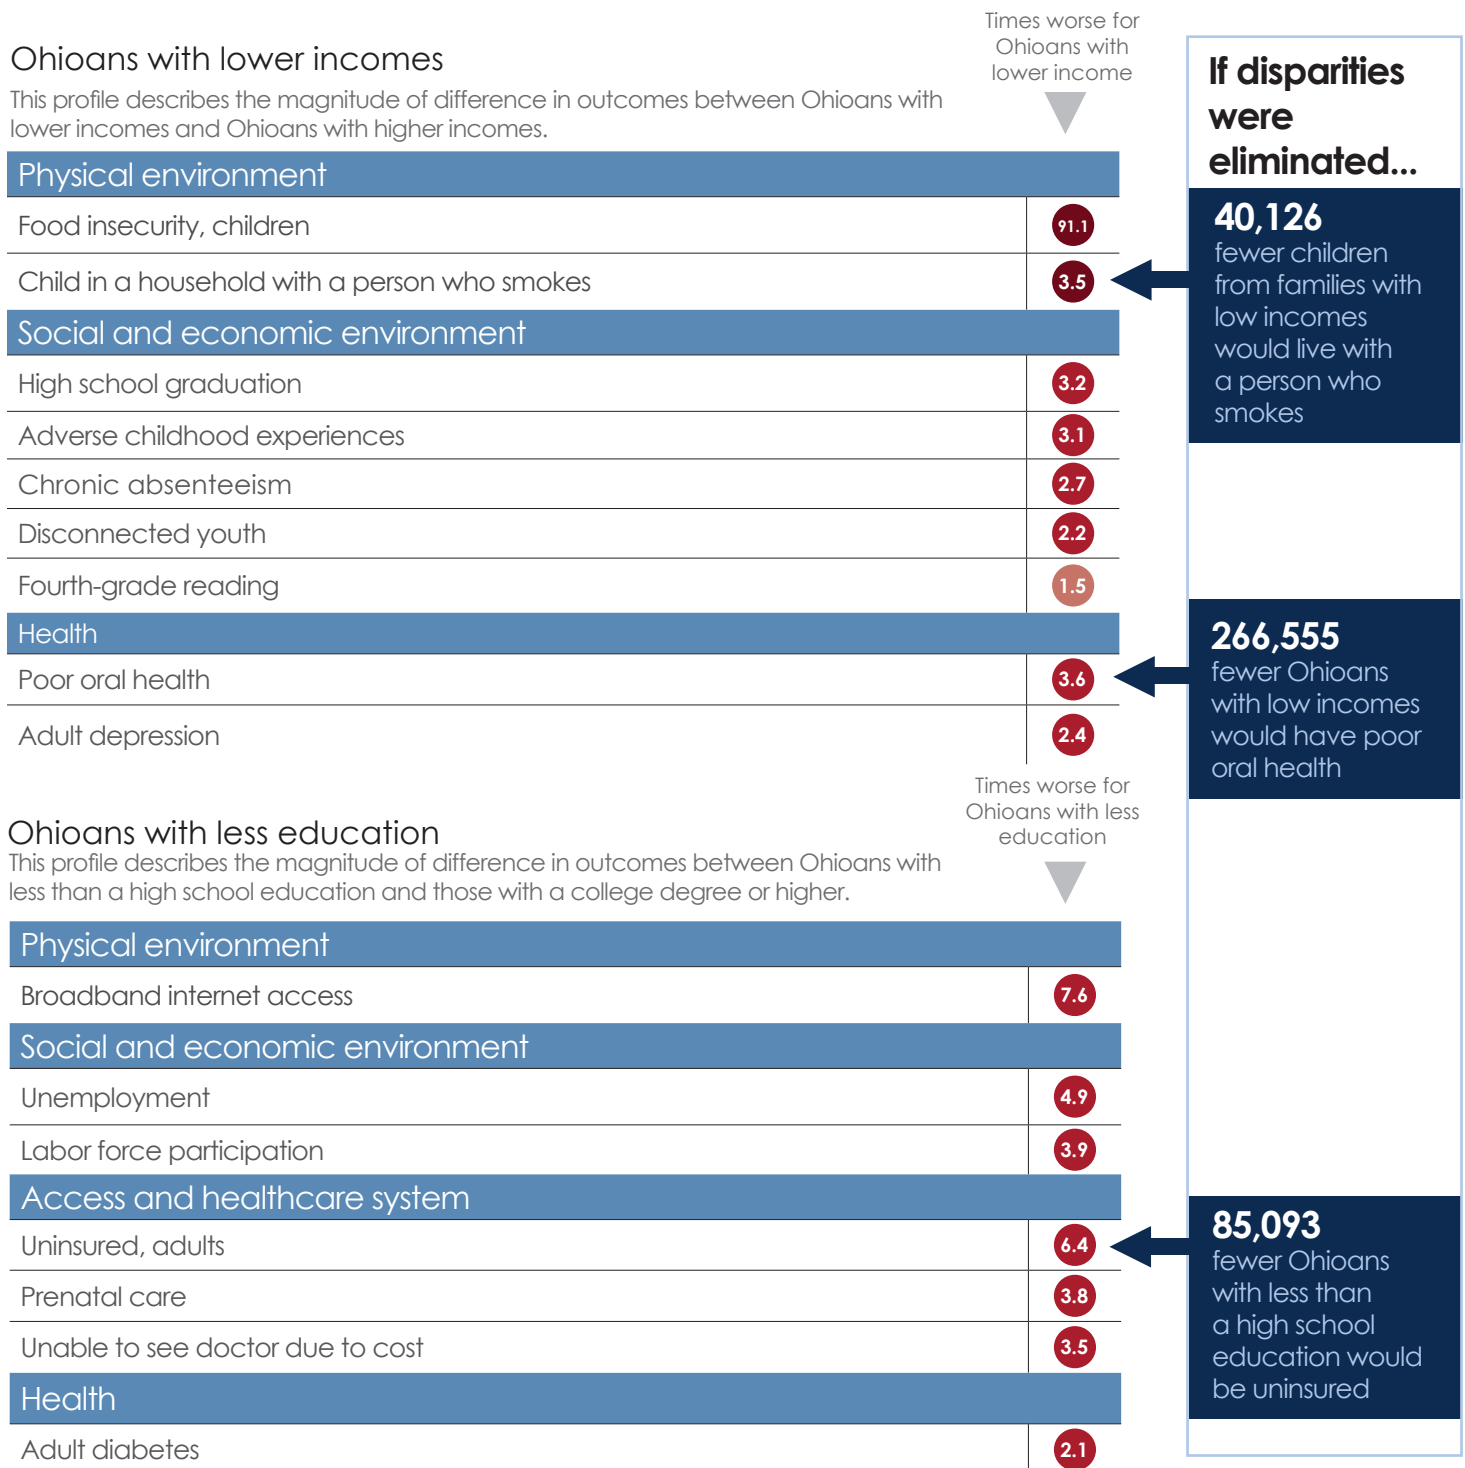 Times worse for
Ohioans with
lower income
Ohioans with lower incomes
This profile describes the magnitude of difference in outcomes between Ohioans with
lower incomes and Ohioans with higher incomes.
Physical environment
Food insecurity, children 91.1
Child in a household with a person who smokes 3.5
Social and economic environment
High school graduation 3.2
Adverse childhood experiences 3.1
Chronic absenteeism 2.7
Disconnected youth 2.2
Fourth-grade reading 1.5
Health
Poor oral health 3.6
Adult depression 2.4
Times worse for
Ohioans with less
education
Ohioans with less education
This profile describes the magnitude of difference in outcomes between Ohioans with
less than a high school education and those with a college degree or higher.
Physical environment
Broadband internet access 7.6
Social and economic environment
Unemployment 4.9
Labor force participation 3.9
Access and healthcare system
Uninsured, adults 6.4
Prenatal care 3.8
Unable to see doctor due to cost 3.5
Health
Adult diabetes 2.1
If disparities
were
eliminated...
40,126
fewer children
from families with
low incomes
would live with
a person who
smokes
266,555
fewer Ohioans
with low incomes
would have poor
oral health
85,093
fewer Ohioans
with less than
a high school
education would
be uninsured